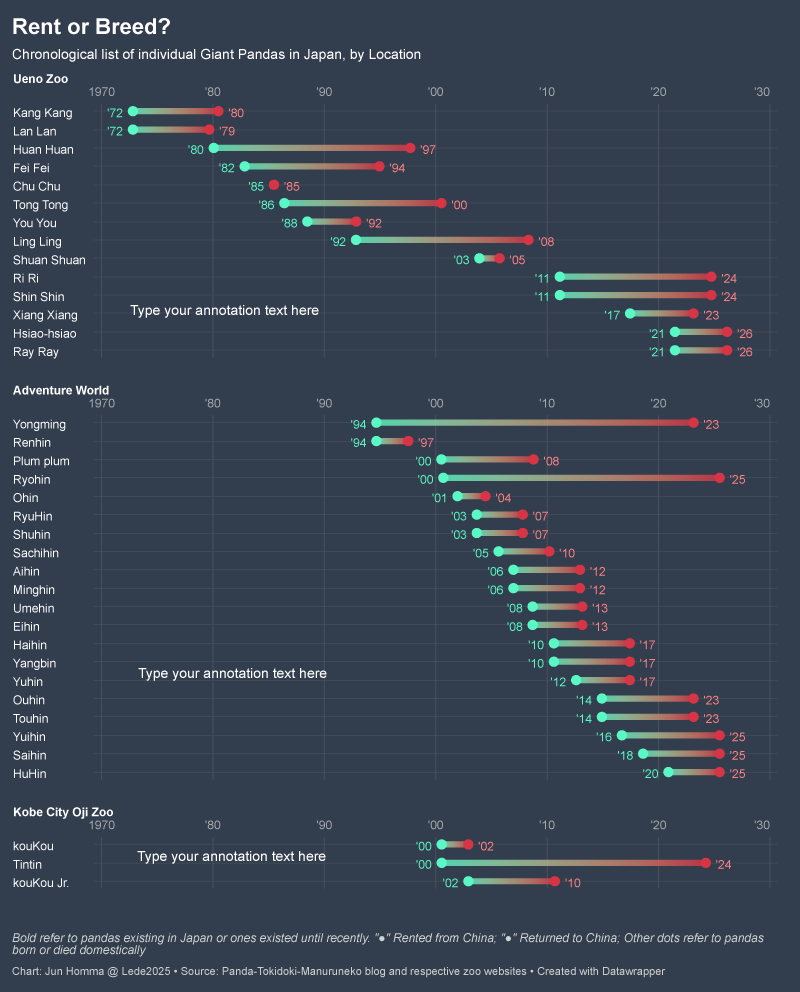 Rent or Breed?
Chronological list of individual Giant Pandas in Japan, by Location
Ueno Zoo
1970 '80 '90 '00 '10 '20 '30
Kang Kang '72 '80
Lan Lan '72 '79
Huan Huan '80 '97
Fei Fei '82 '94
Chu Chu '85 '85
Tong Tong '86 '00
You You '88 '92
Ling Ling '92 '08
Shuan Shuan '03 '05
Ri Ri '11 '24
Shin Shin '11 '24
Type your annotation text here
Xiang Xiang '17 '23
Hsiao-hsiao '21 '26
Ray Ray '21 '26
Adventure World
1970 '80 '90 '00 '10 '20 '30
Yongming '94 '23
Renhin '94 '97
Plum plum '00 '08
Ryohin '00 '25
Ohin '01 '04
RyuHin '03 '07
Shuhin '03 '07
Sachihin '05 '10
Aihin '06 '12
Minghin '06 '12
Umehin '08 '13
Eihin '08 '13
Haihin '10 '17
Yangbin '10 '17
Type your annotation text here
Yuhin '12 '17
Ouhin '14 '23
Touhin '14 '23
Yuihin '16 '25
Saihin '18 '25
HuHin '20 '25
Kobe City Oji Zoo
1970 '80 '90 '00 '10 '20 '30
kouKou '00 '02
Type your annotation text here
Tintin '00 '24
kouKou Jr. '02 '10
Bold refer to pandas existing in Japan or ones existed until recently. "●" Rented from China; "●" Returned to China; Other dots refer to pandas
born or died domestically
Chart: Jun Homma @ Lede2025 • Source: Panda-Tokidoki-Manuruneko blog and respective zoo websites • Created with Datawrapper